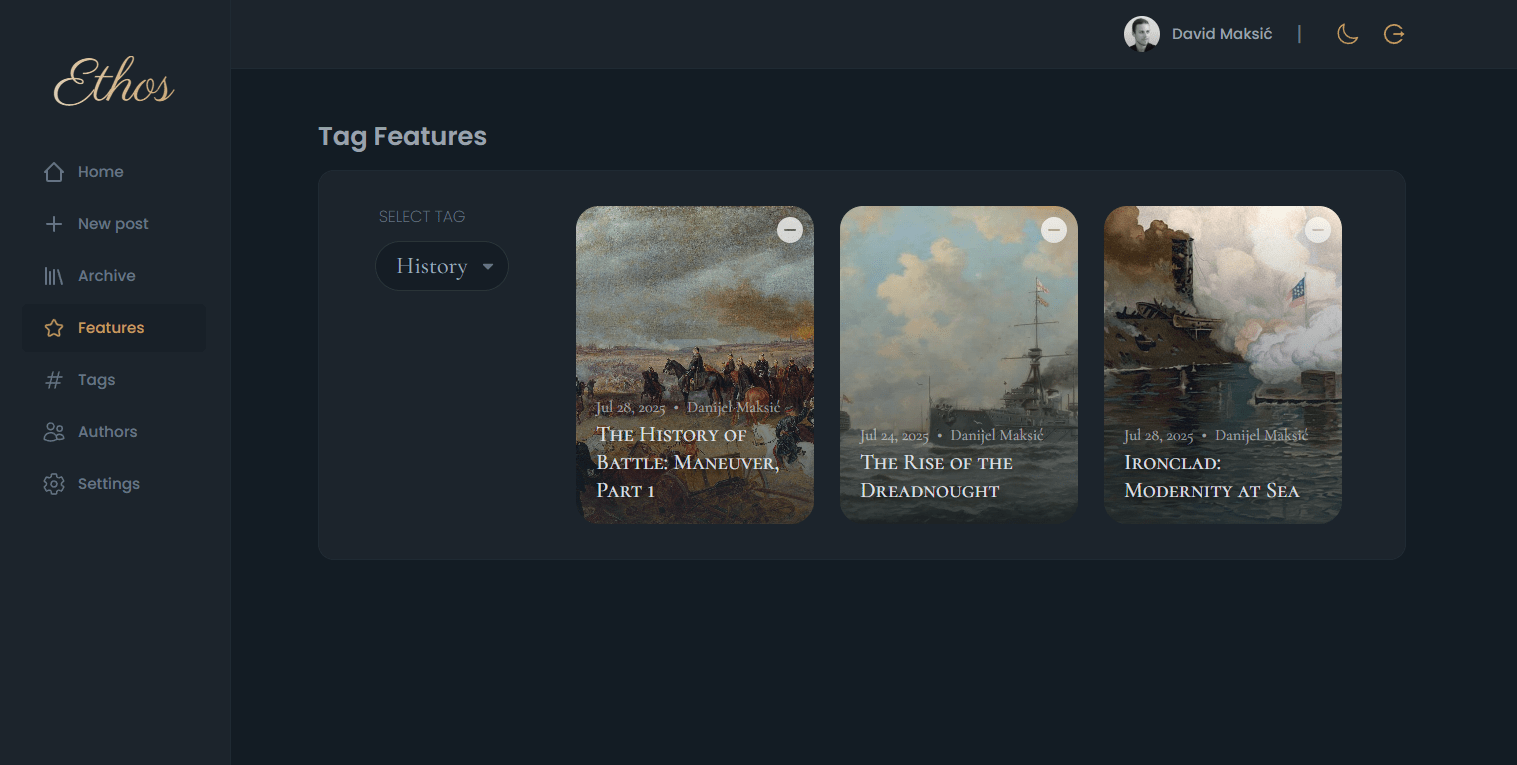 Ethos
David Maksić
|
Home
New post
Archive
Features
Tags
Authors
Settings
Tag Features
SELECT TAG
History
Jul 28, 2025 • Danijel Maksić
The History of
Battle: Maneuver,
Part 1
Jul 24, 2025 • Danijel Maksić
The Rise of the
Dreadnought
Jul 28, 2025 • Danijel Maksić
Ironclad:
Modernity at Sea